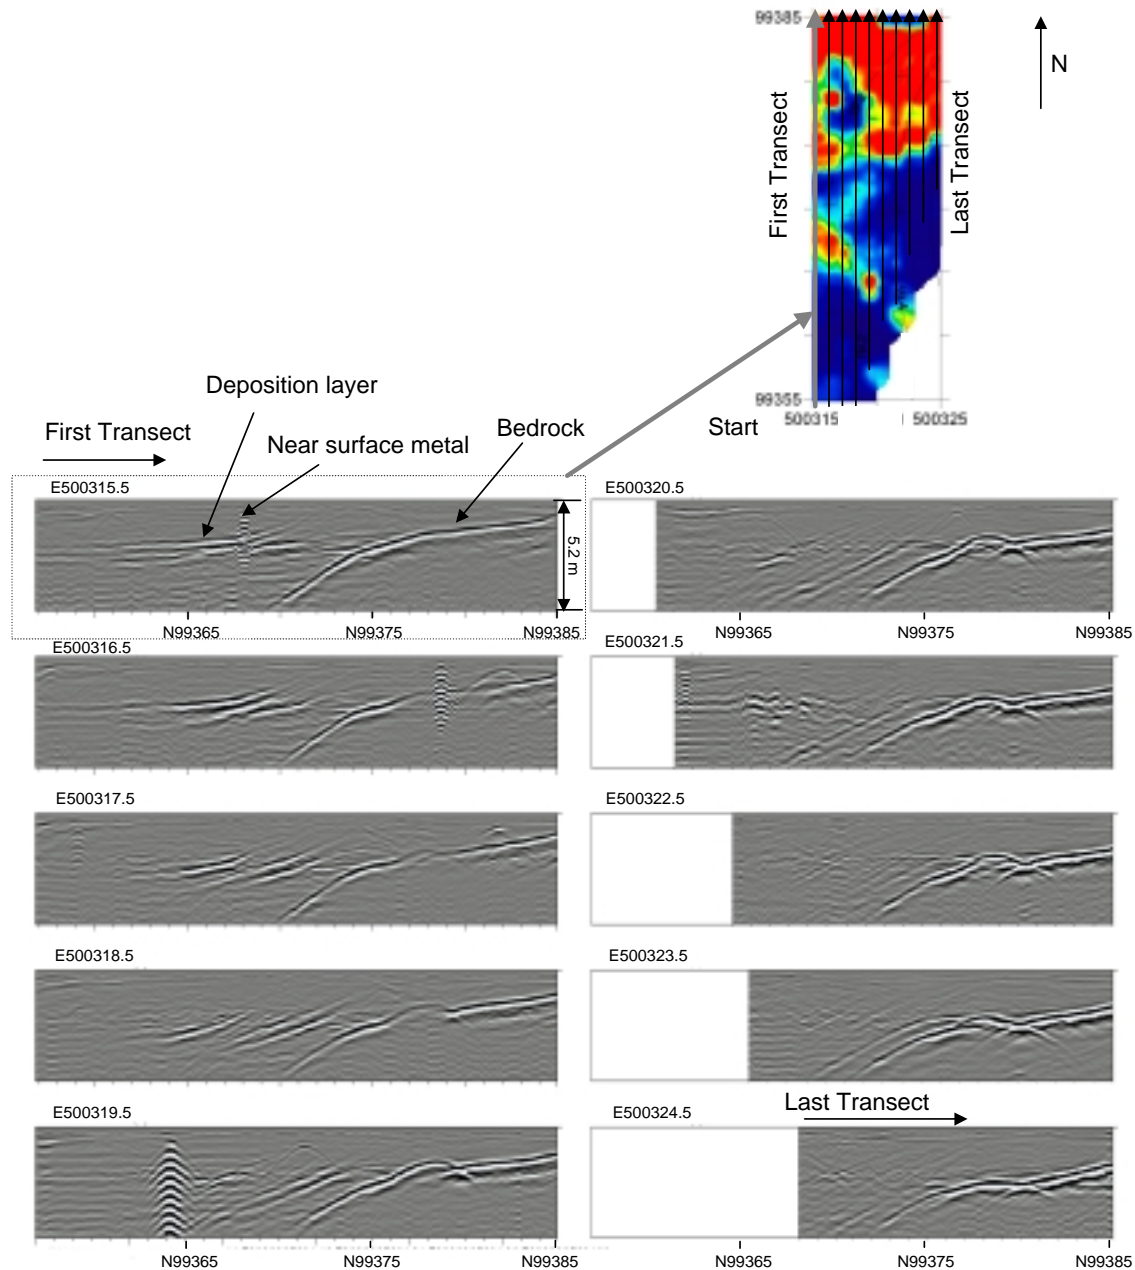 99385
N
First Transect
Last Transect
99355
500315
500325
Start
Deposition layer
First Transect
Near surface metal
Bedrock
E500315.5
5.2 m
N99365 N99375 N99385
E500320.5
N99365 N99375 N99385
E500316.5
E500321.5
E500317.5
E500322.5
E500318.5
E500323.5
E500319.5
E500324.5
Last Transect
N99365 N99375 N99385
N99365 N99375 N99385